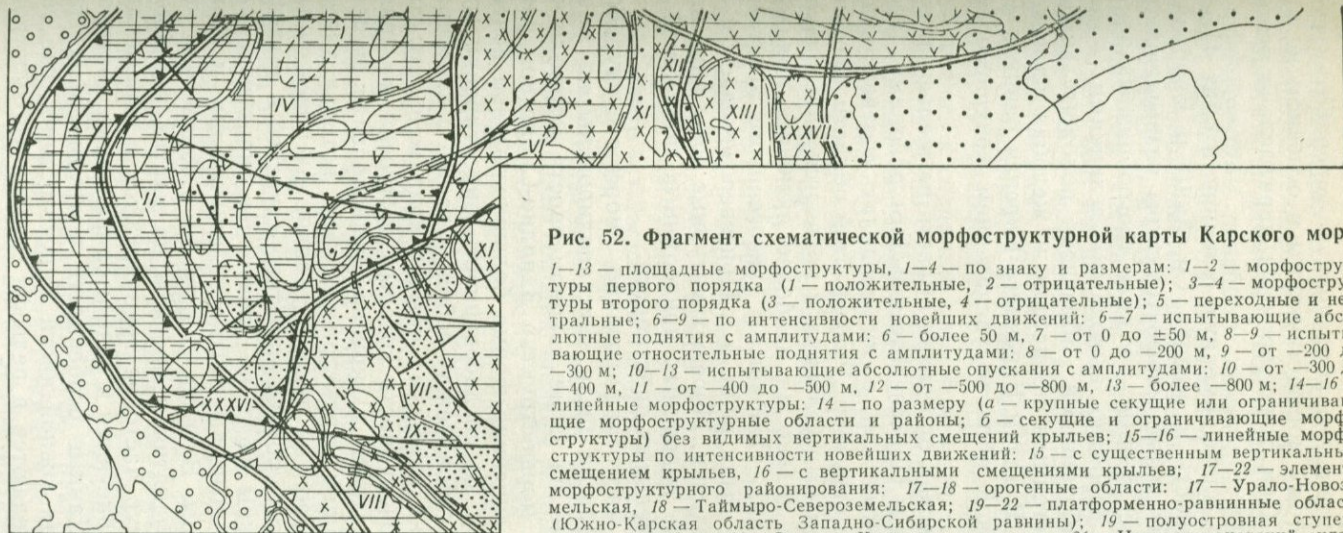 IV
V
VI
XI
XII
XIII
XXXVII
II
XI
X
V
XXXVI
VII
IX
VIII
Рис. 52. Фрагмент схематической морфоструктурной карты Карского мор
1—13 — площадные морфоструктуры, 1—4 — по знаку и размерам: 1—2 — морфострук
туры первого порядка (1 — положительные, 2 — отрицательные); 3—4 — морфострук
туры второго порядка (3 — положительные, 4 — отрицательные); 5 — переходные и не
тральные; 6—9 — по интенсивности новейших движений: 6—7 — испытывающие абс
лютные поднятия с амплитудами: 6 — более 50 м, 7 — от 0 до ±50 м, 8—9 — испыт
вающие относительные поднятия с амплитудами: 8 — от 0 до —200 м, 9 — от —200
—300 м; 10—13 — испытывающие абсолютные опускания с амплитудами: 10 — от —300
—400 м, 11 — от —400 до —500 м, 12 — от —500 до —800 м, 13 — более —800 м; 14—16
линейные морфоструктуры: 14 — по размеру (а — крупные секущие или ограничива
щие морфоструктурные области и районы; б — секущие и ограничивающие морф
структуры) без видимых вертикальных смещений крыльев; 15—16 — линейные морф
структуры по интенсивности новейших движений: 15 — с существенным вертикальны
смещением крыльев, 16 — с вертикальными смещениями крыльев; 17—22 — элемен
морфоструктурного районирования: 17—18 — орогенные области: 17 — Урало-Новоз
мельская, 18 — Таймыро-Североземельская; 19—22 — платформенно-равнинные облас
(Южно-Карская область Западно-Сибирской равнины); 19 — полуостровная ступе